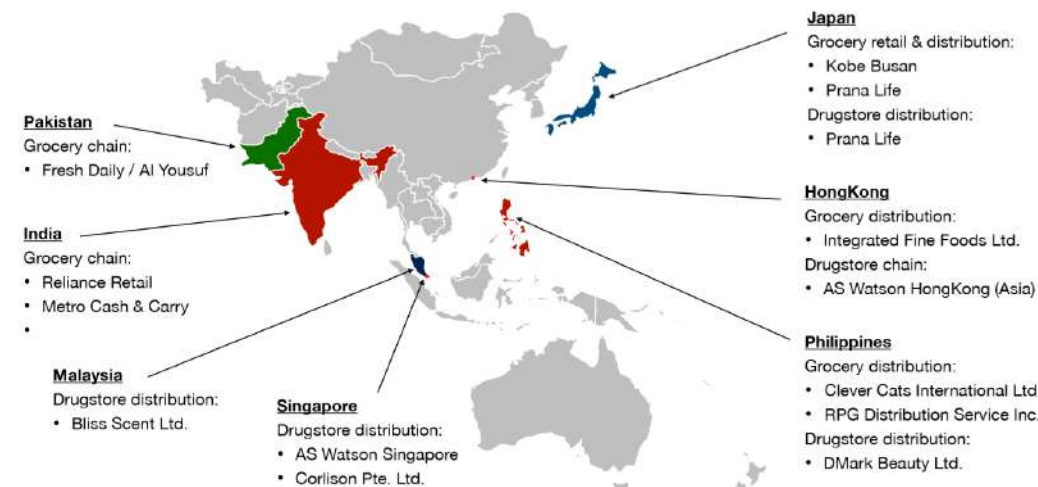 Japan
Grocery retail & distribution:
• Kobe Busan
• Prana Life
Drugstore distribution:
• Prana Life
Pakistan
Grocery chain:
• Fresh Daily / Al Yousuf
HongKong
Grocery distribution:
• Integrated Fine Foods Ltd.
Drugstore chain:
• AS Watson HongKong (Asia)
India
Grocery chain:
• Reliance Retail
• Metro Cash & Carry
•
Philippines
Grocery distribution:
• Clever Cats International Ltd
• RPG Distribution Service Inc.
Drugstore distribution:
• DMark Beauty Ltd.
Malaysia
Drugstore distribution:
• Bliss Scent Ltd.
Singapore
Drugstore distribution:
• AS Watson Singapore
• Corlison Pte. Ltd.